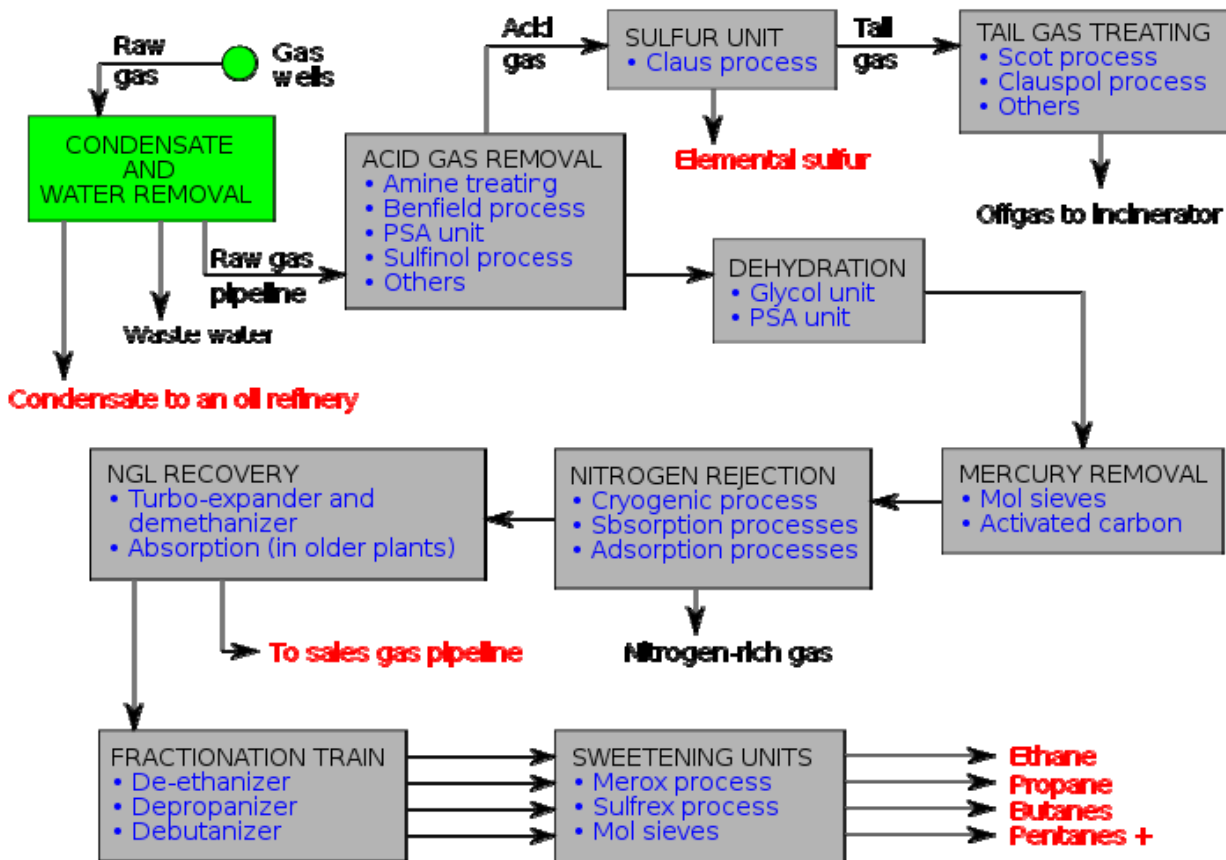 Raw
gas
Gas
wells
CONDENSATE
AND
WATER REMOVAL
Raw gas
pipeline
Waste water
Condensate to an oil refinery
ACID GAS REMOVAL
• Amine treating
• Benfield process
• PSA unit
• Sulfinol process
• Others
Acid
gas
SULFUR UNIT
• Claus process
Elemental sulfur
Tail
gas
TAIL GAS TREATING
• Scot process
• Clauspol process
• Others
Offgas to incinerator
DEHYDRATION
• Glycol unit
• PSA unit
MERCURY REMOVAL
• Mol sieves
• Activated carbon
NITROGEN REJECTION
• Cryogenic process
• Sbsorption processes
• Adsorption processes
Nitrogen-rich gas
NGL RECOVERY
• Turbo-expander and
demethanizer
• Absorption (in older plants)
To sales gas pipeline
FRACTIONATION TRAIN
• De-ethanizer
• Depropanizer
• Debutanizer
SWEETENING UNITS
• Merox process
• Sulfrex process
• Mol sieves
Ethane
Propane
Butanes
Pentanes +